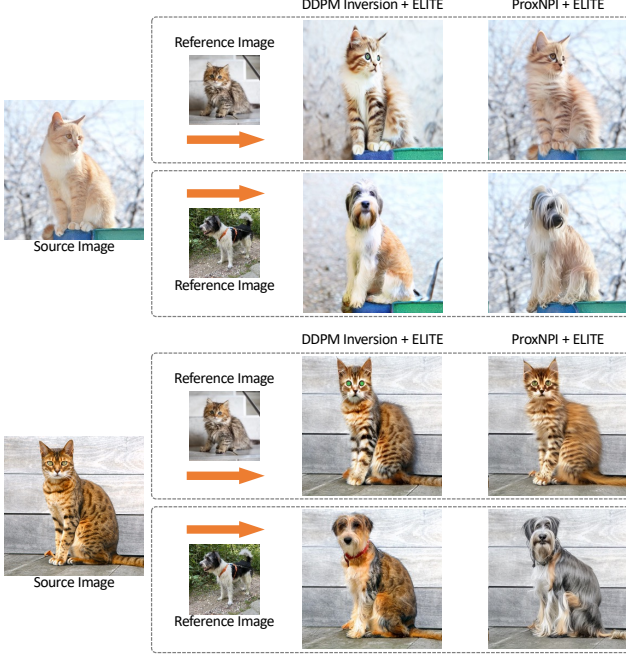 DDPM Inversion + ELITE
ProxNPI + ELITE
Reference Image
Source Image
Reference Image
DDPM Inversion + ELITE
ProxNPI + ELITE
Reference Image
Source Image
Reference Image